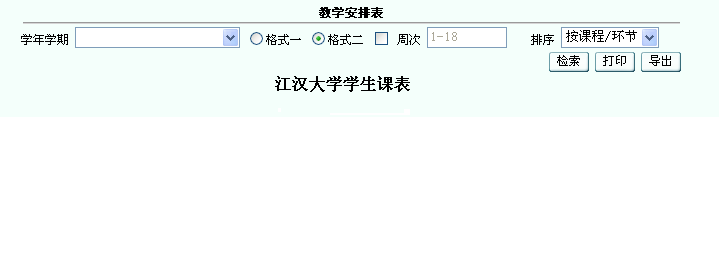 教学安排表
学年学期 格式一 格式二 周次 1-18 排序 按课程/环节
检索 打印 导出
江汉大学学生课表